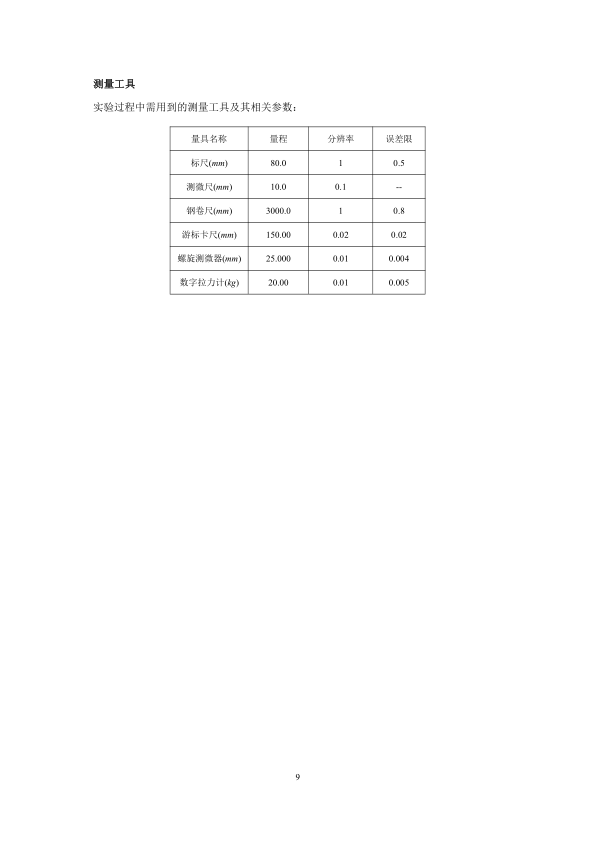 测量工具
实验过程中需用到的测量工具及其相关参数：
量具名称 量程 分辨率 误差限
标尺(mm) 80.0 1 0.5
测微尺(mm) 10.0 0.1 --
钢卷尺(mm) 3000.0 1 0.8
游标卡尺(mm) 150.00 0.02 0.02
螺旋测微器(mm) 25.000 0.01 0.004
数字拉力计(kg) 20.00 0.01 0.005
9